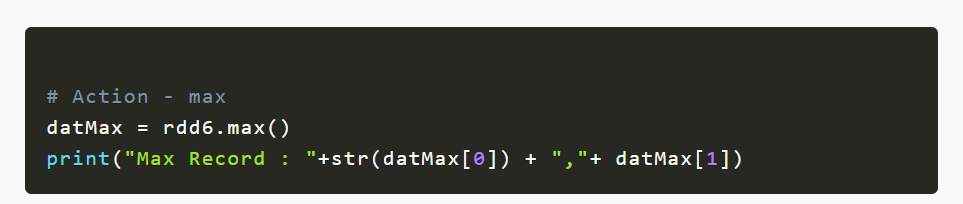 # Action - max
datMax = rdd6.max()
print("Max Record : "+str(datMax[0]) + ","+ datMax[1])